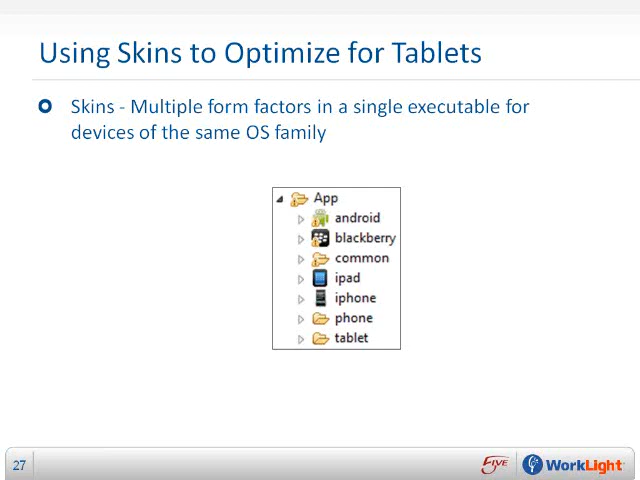 Using Skins to Optimize for Tablets
Skins - Multiple form factors in a single executable for
devices of the same OS family
App
android
blackberry
common
ipad
iphone
phone
tablet
27
FIVE
WorkLight